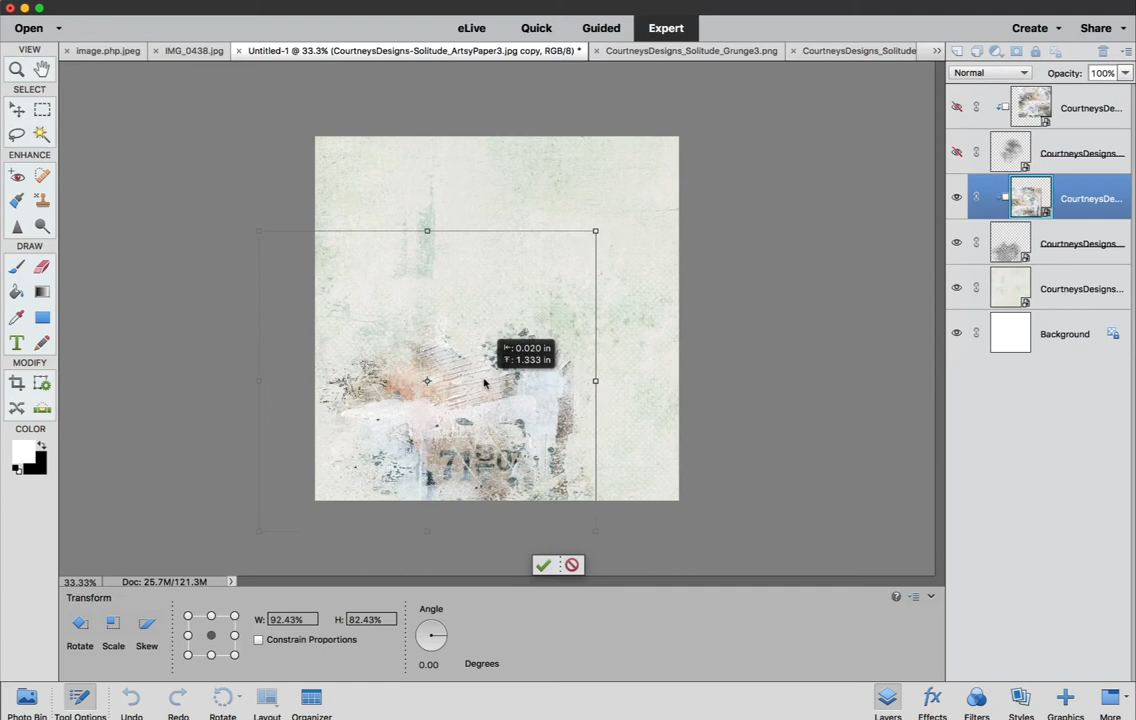 Open
eLive
Quick
Guided
Expert
Create
Share
image.php.jpeg
IMG_0438.jpg
Untitled-1 @ 33.3% (CourtneysDesigns-Solitude_ArtsyPaper3.jpg copy, RGB/8) *
CourtneysDesigns_Solitude_Grunge3.png
CourtneysDesigns_Solitude
VIEW
SELECT
ENHANCE
DRAW
MODIFY
COLOR
Normal
Opacity: 100%
CourtneysDe...
CourtneysDesigns...
CourtneysDe...
CourtneysDesigns...
CourtneysDesigns...
Background
: 0.020 in
: 1.333 in
33.33%
Doc: 25.7M/121.3M
Transform
Rotate
Scale
Skew
W: 92.43%
H: 82.43%
Constrain Proportions
Angle
0.00
Degrees
Photo Bin
Tool Options
Undo
Redo
Rotate
Layout
Organizer
Layers
Effects
Filters
Styles
Graphics
More